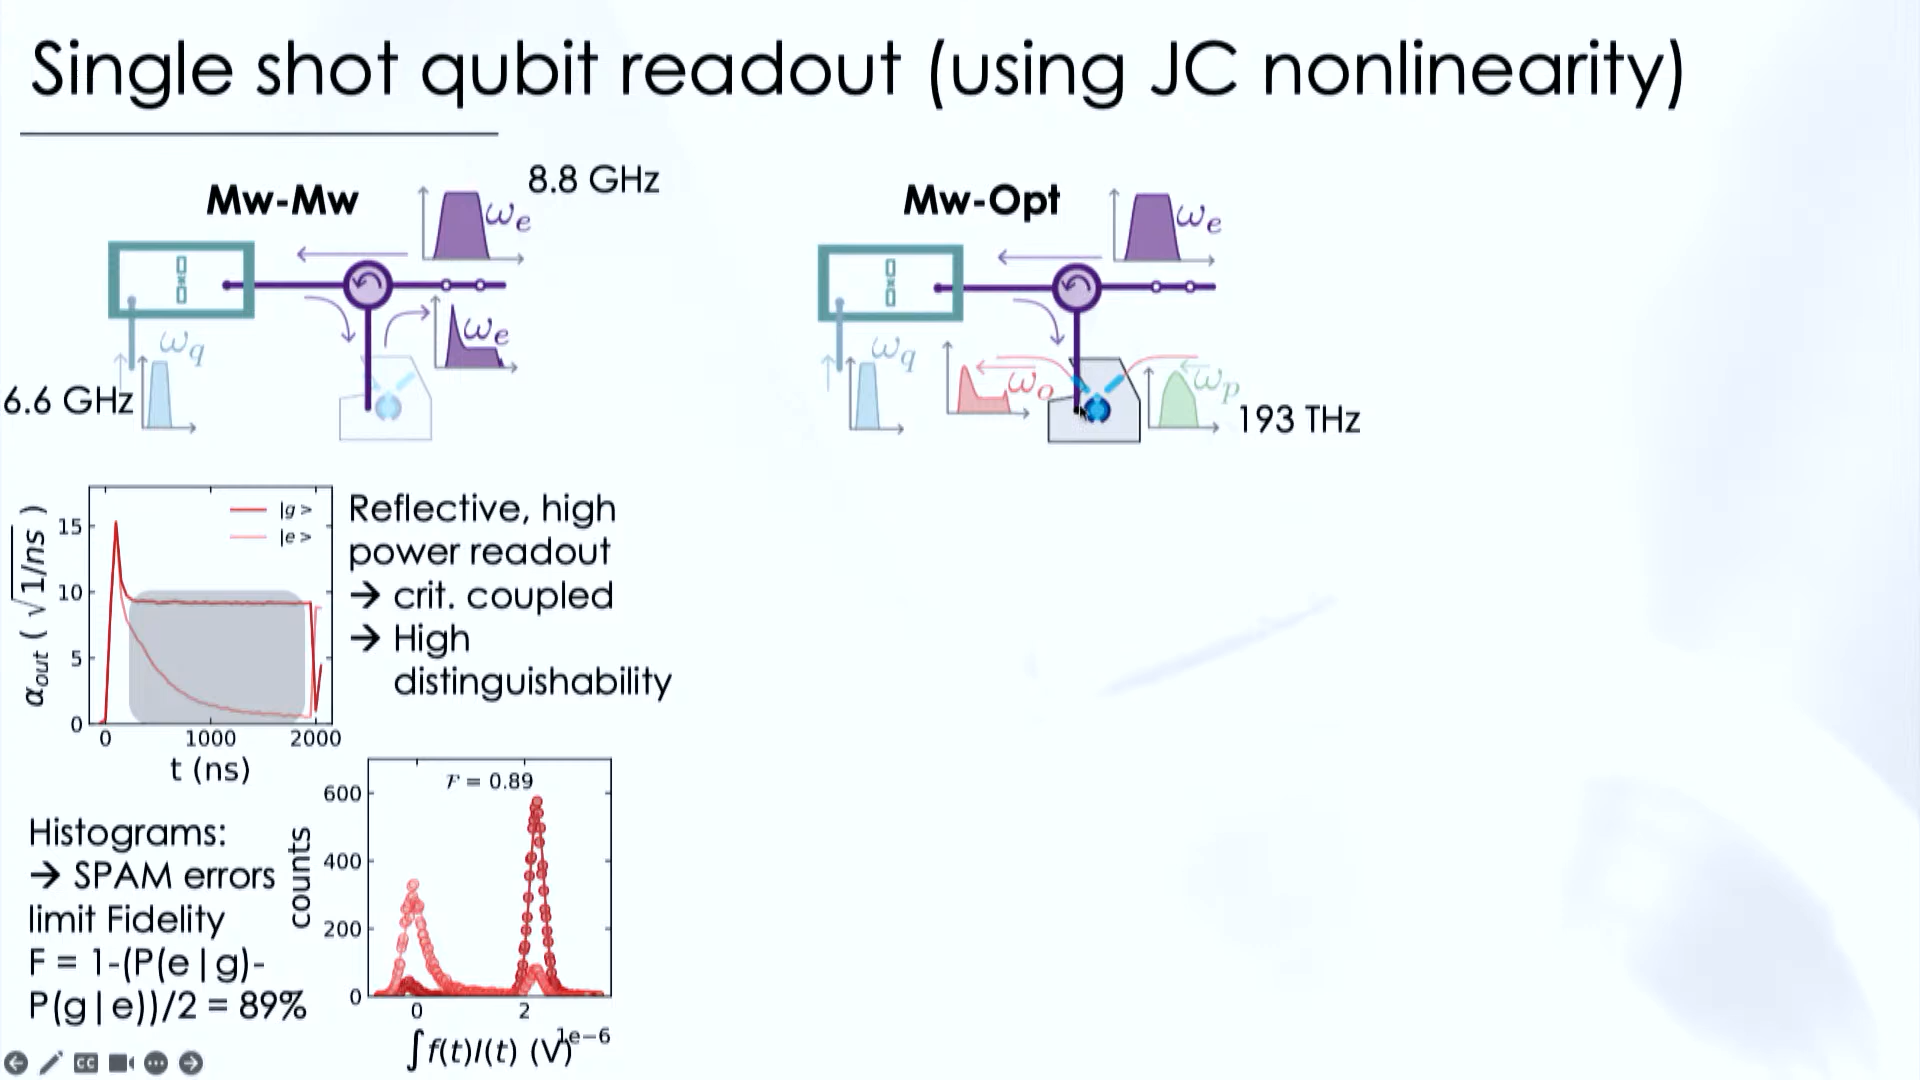 Single shot qubit readout (using JC nonlinearity)
Mw-Mw
8.8 GHz
ωe
ωe
ωq
6.6 GHz
Mw-Opt
ωe
ωq
ωo
ωp
193 THz
αout ( √1/ns )
15
10
5
0
|g >
|e >
0 1000 2000
t (ns)
Reflective, high
power readout
→ crit. coupled
→ High
distinguishability
Histograms:
→ SPAM errors
limit Fidelity
F = 1-(P(e|g)-
P(g|e))/2 = 89%
counts
600
400
200
0
F = 0.89
0 2
1e−6
∫f(t)I(t) (V)
CC